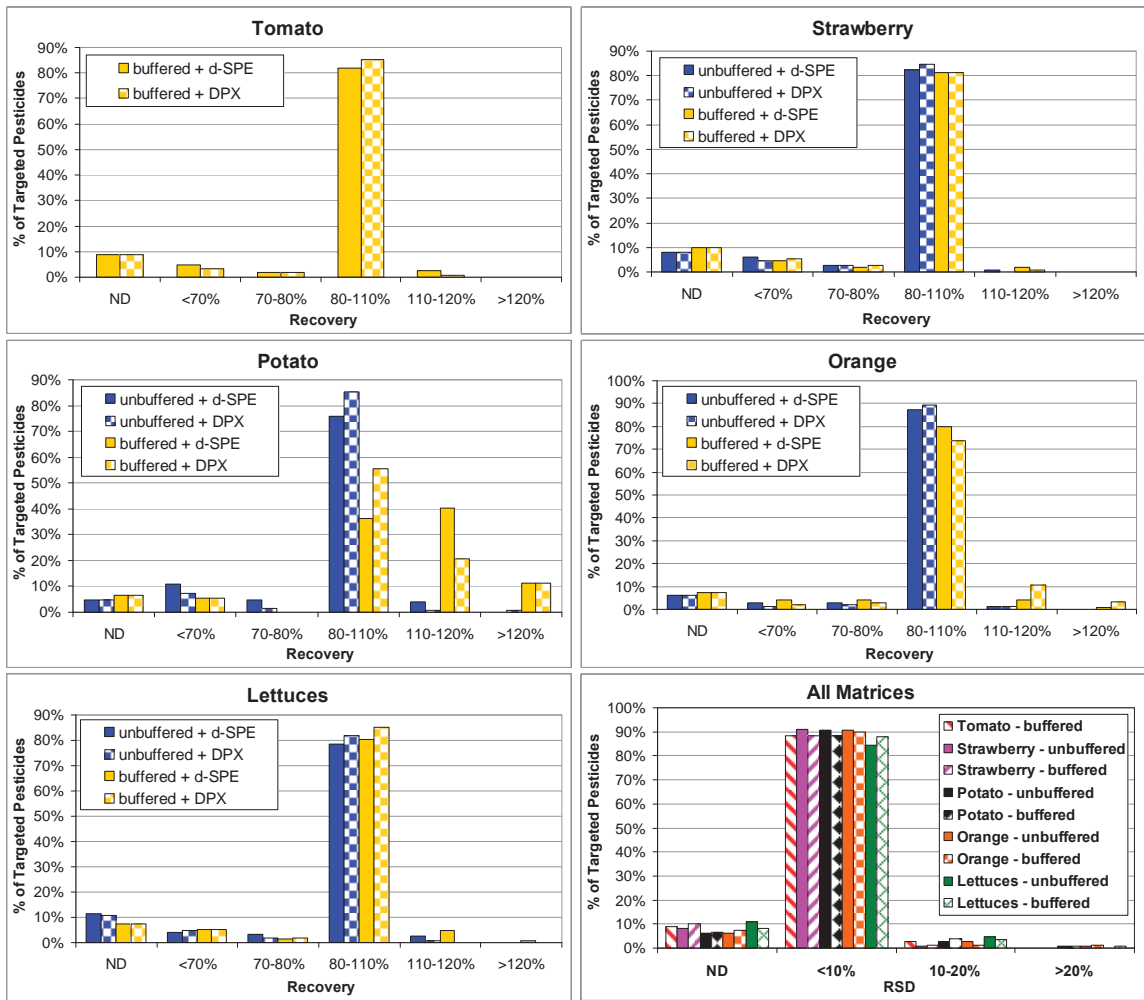 Tomato
% of Targeted Pesticides
90%
80%
70%
60%
50%
40%
30%
20%
10%
0%
buffered + d-SPE
buffered + DPX
ND <70% 70-80% 80-110% 110-120% >120%
Recovery
Strawberry
% of Targeted Pesticides
90%
80%
70%
60%
50%
40%
30%
20%
10%
0%
unbuffered + d-SPE
unbuffered + DPX
buffered + d-SPE
buffered + DPX
ND <70% 70-80% 80-110% 110-120% >120%
Recovery
Potato
% of Targeted Pesticides
90%
80%
70%
60%
50%
40%
30%
20%
10%
0%
unbuffered + d-SPE
unbuffered + DPX
buffered + d-SPE
buffered + DPX
ND <70% 70-80% 80-110% 110-120% >120%
Recovery
Orange
% of Targeted Pesticides
100%
90%
80%
70%
60%
50%
40%
30%
20%
10%
0%
unbuffered + d-SPE
unbuffered + DPX
buffered + d-SPE
buffered + DPX
ND <70% 70-80% 80-110% 110-120% >120%
Recovery
Lettuces
% of Targeted Pesticides
90%
80%
70%
60%
50%
40%
30%
20%
10%
0%
unbuffered + d-SPE
unbuffered + DPX
buffered + d-SPE
buffered + DPX
ND <70% 70-80% 80-110% 110-120% >120%
Recovery
All Matrices
% of Targeted Pesticides
100%
90%
80%
70%
60%
50%
40%
30%
20%
10%
0%
Tomato - buffered
Strawberry - unbuffered
Strawberry - buffered
Potato - unbuffered
Potato - buffered
Orange - unbuffered
Orange - buffered
Lettuces - unbuffered
Lettuces - buffered
ND <10% 10-20% >20%
RSD